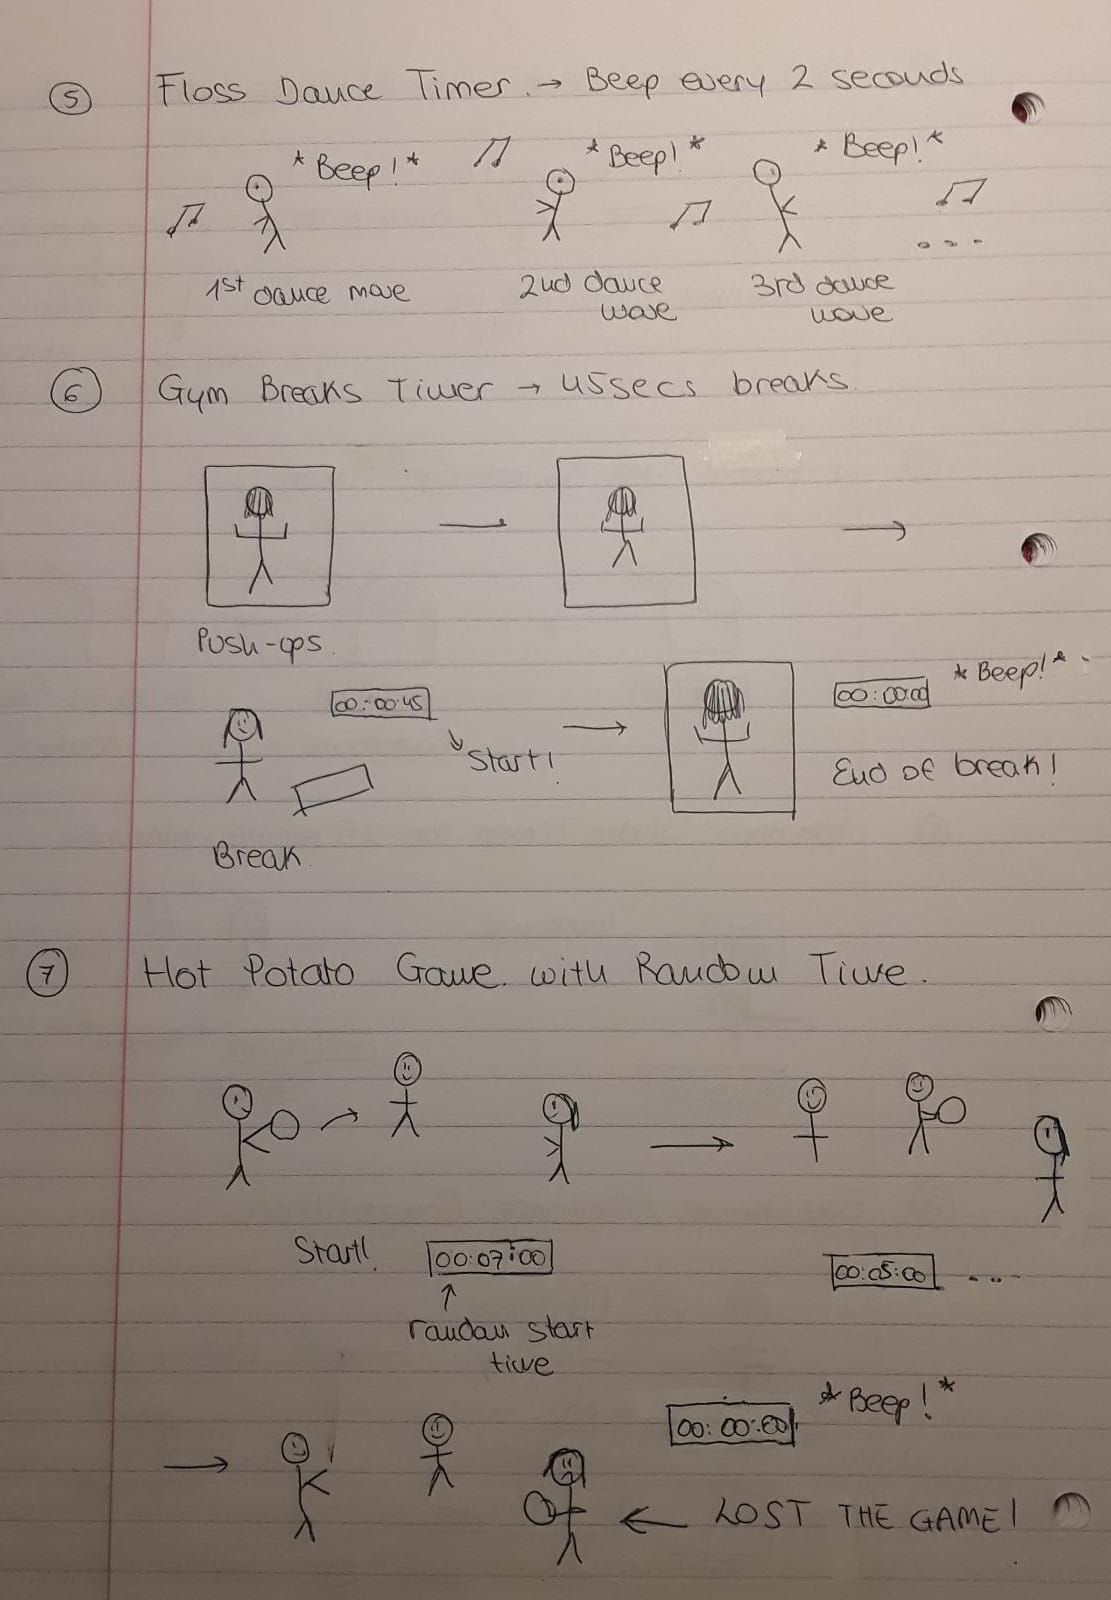 5 Floss Dance Timer. → Beep every 2 seconds
*Beep!* *Beep!* *Beep!*
1st dance move 2nd dance move 3rd dance move
6 Gym Breaks Timer → 45secs breaks
Push-ups.
00:00:45 00:00:00 *Beep!*
Start! End of break!
Break.
7 Hot Potato Game. with Random Time.
Start! 00:07:00 00:05:00 ....
↑
random start
time
00:00:00 *Beep!*
← LOST THE GAME!